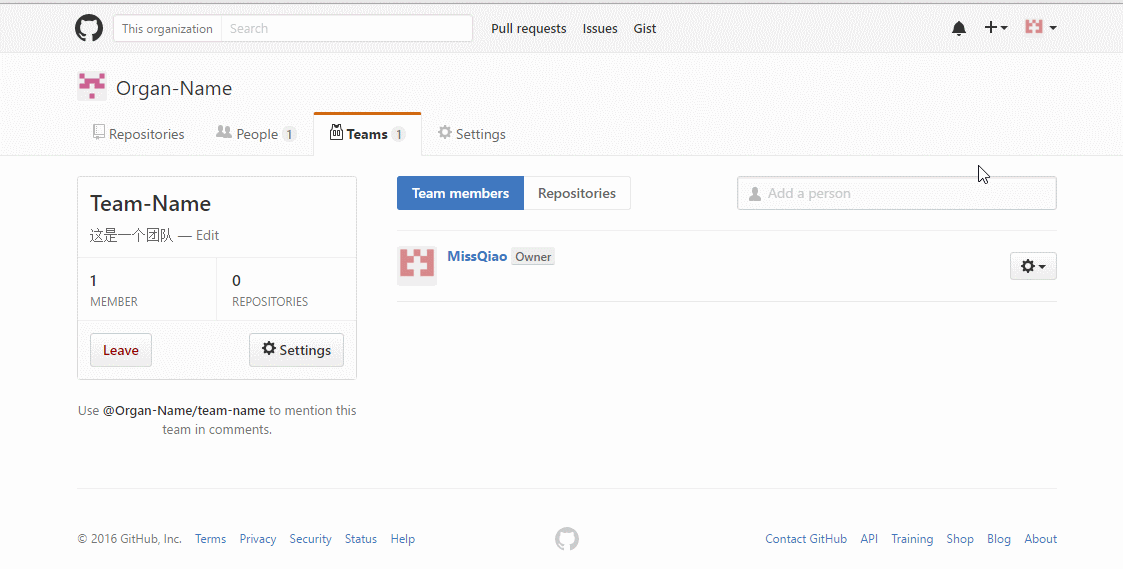 This organization Search Pull requests Issues Gist
Organ-Name
Repositories People 1 Teams 1 Settings
Team-Name
这是一个团队 — Edit
1 0
MEMBER REPOSITORIES
Leave Settings
Use @Organ-Name/team-name to mention this
team in comments.
Team members Repositories Add a person
MissQiao Owner
© 2016 GitHub, Inc. Terms Privacy Security Status Help Contact GitHub API Training Shop Blog About